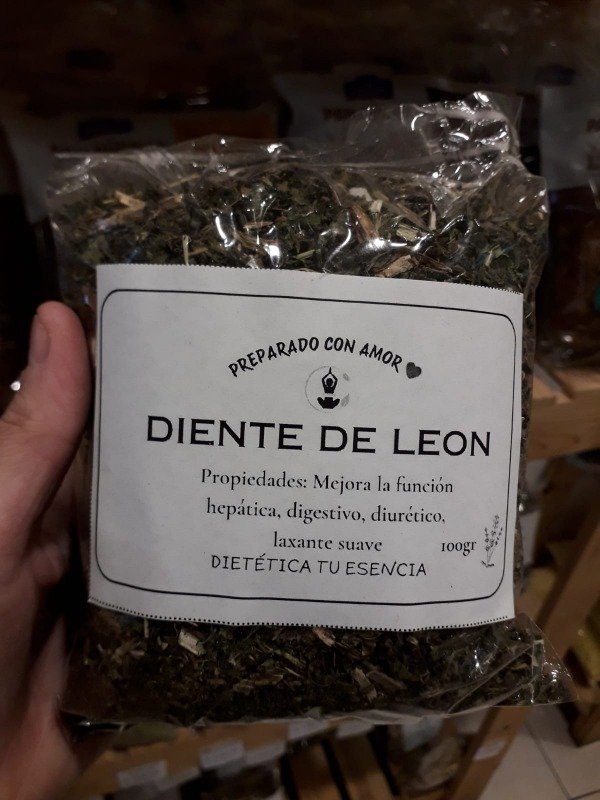 PREPARADO CON AMOR
DIENTE DE LEON
Propiedades: Mejora la función
hepática, digestivo, diurético,
laxante suave
100gr
DIETÉTICA TU ESENCIA